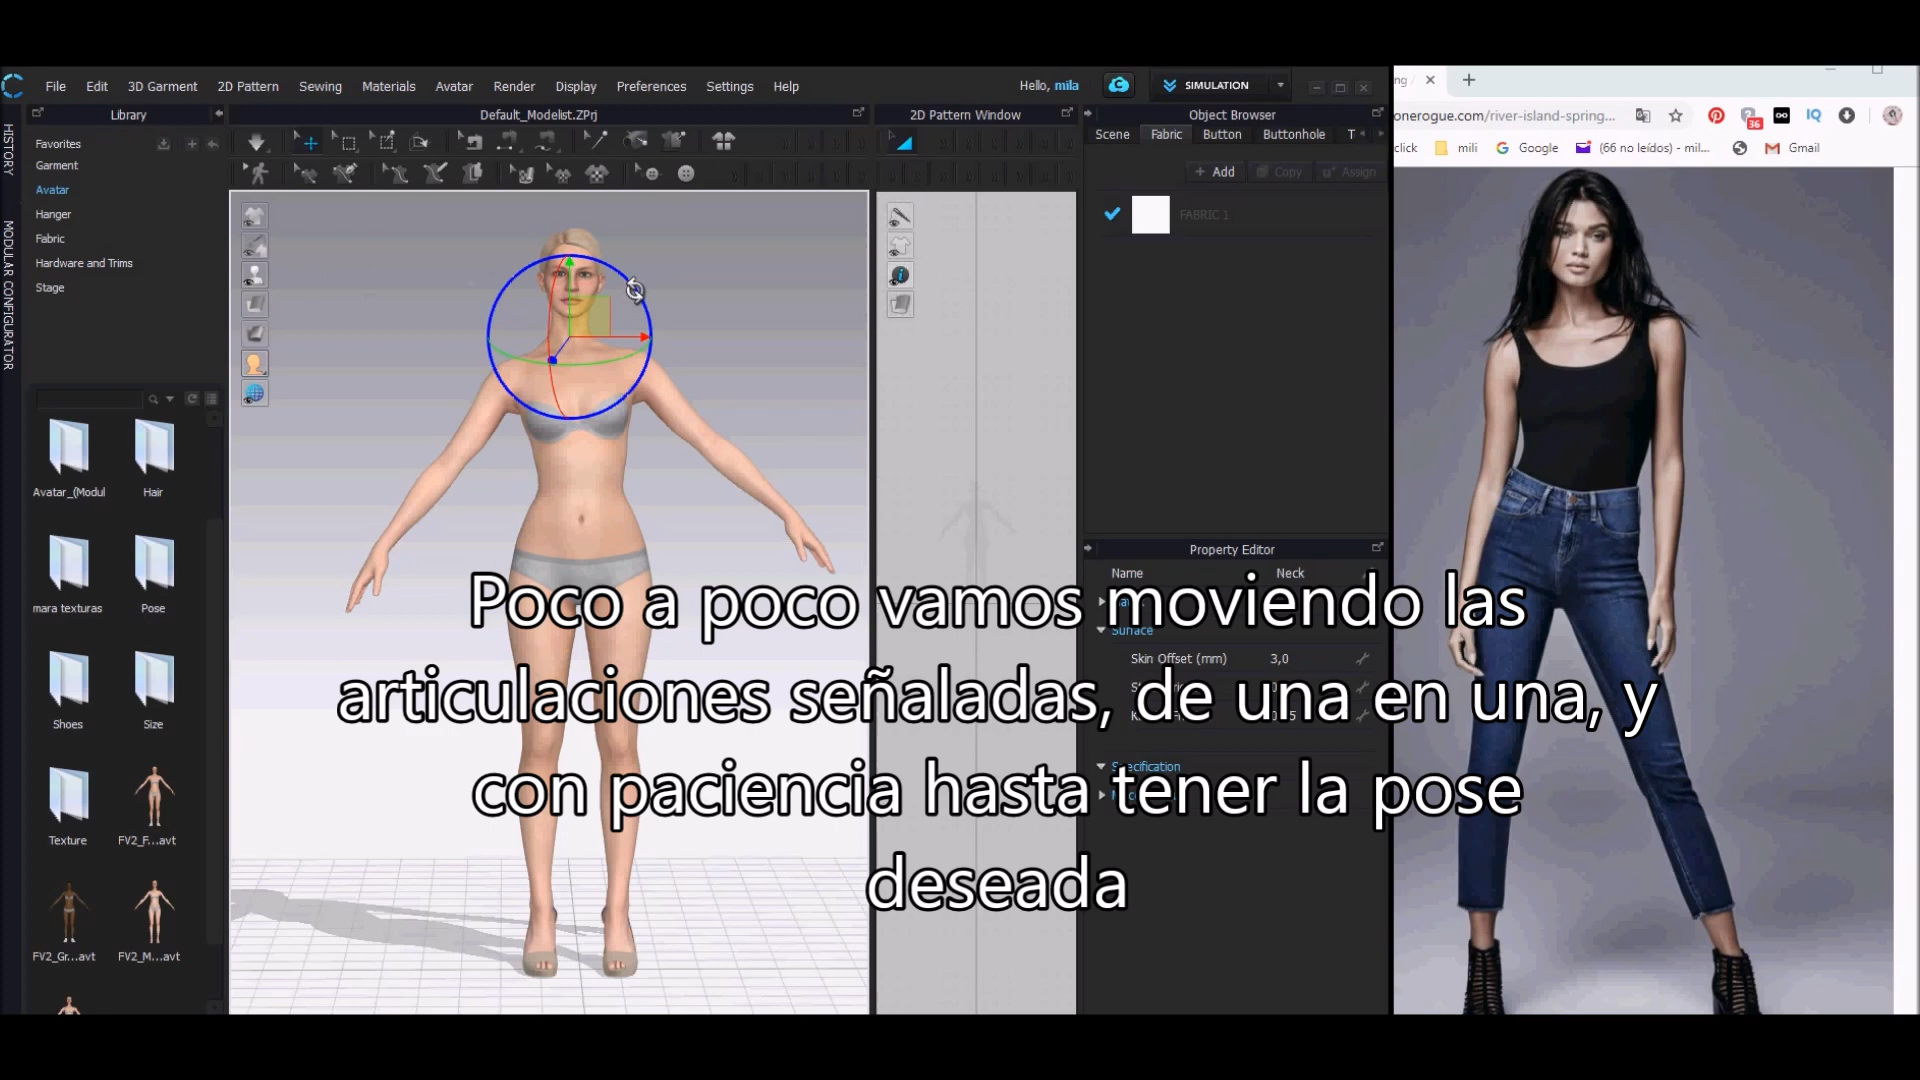 File Edit 3D Garment 2D Pattern Sewing Materials Avatar Render Display Preferences Settings Help
Hello, mila
SIMULATION
HISTORY
MODULAR CONFIGURATOR
Library
Favorites
Garment
Avatar
Hanger
Fabric
Hardware and Trims
Stage
Avatar_(Modul
Hair
mara texturas
Pose
Shoes
Size
Texture
FV2_F...avt
FV2_Gr...avt
FV2_M...avt
Default_Modelist.ZPrj
2D Pattern Window
Object Browser
Scene Fabric Button Buttonhole T
+ Add Copy Assign
FABRIC 1
Property Editor
Name Neck
Surface
Skin Offset (mm) 3,0
Specification
onerogue.com/river-island-spring...
36
IQ
click
mili
Google
(66 no leídos) - mil...
Gmail
Poco a poco vamos moviendo las
articulaciones señaladas, de una en una, y
con paciencia hasta tener la pose
deseada